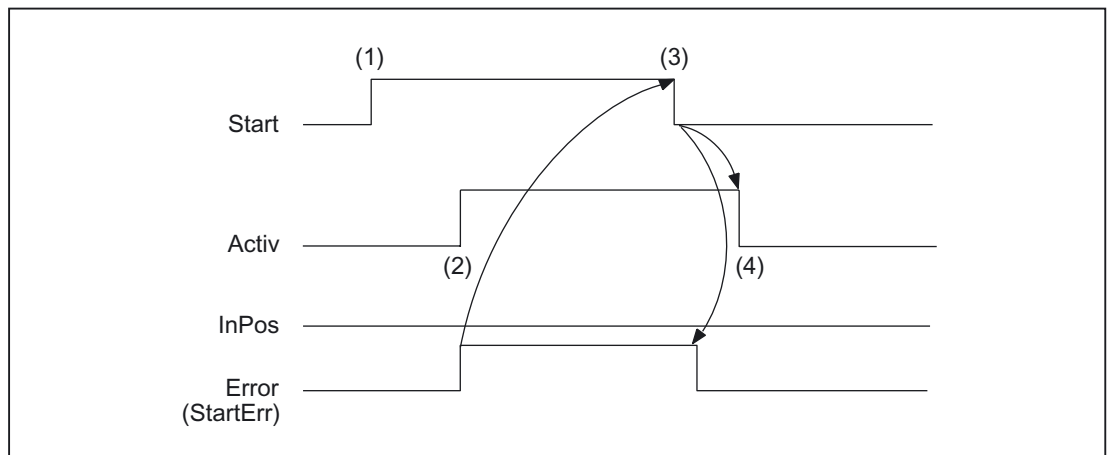 (1)
(3)
Start
Activ
(2)
(4)
InPos
Error
(StartErr)